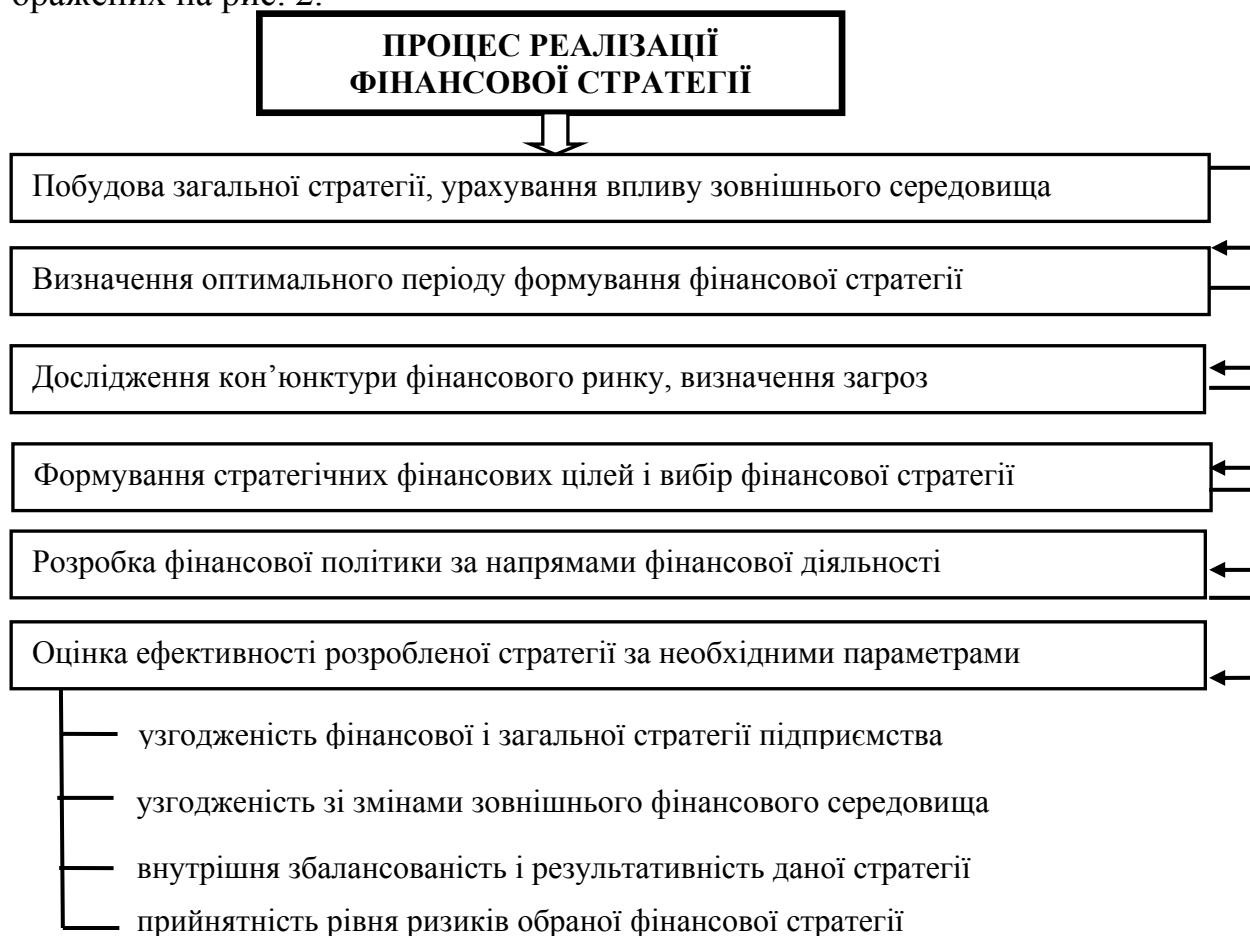 ображених на рис. 2.
ПРОЦЕС РЕАЛІЗАЦІЇ
ФІНАНСОВОЇ СТРАТЕГІЇ
Побудова загальної стратегії, урахування впливу зовнішнього середовища
Визначення оптимального періоду формування фінансової стратегії
Дослідження кон’юнктури фінансового ринку, визначення загроз
Формування стратегічних фінансових цілей і вибір фінансової стратегії
Розробка фінансової політики за напрямами фінансової діяльності
Оцінка ефективності розробленої стратегії за необхідними параметрами
узгодженість фінансової і загальної стратегії підприємства
узгодженість зі змінами зовнішнього фінансового середовища
внутрішня збалансованість і результативність даної стратегії
прийнятність рівня ризиків обраної фінансової стратегії